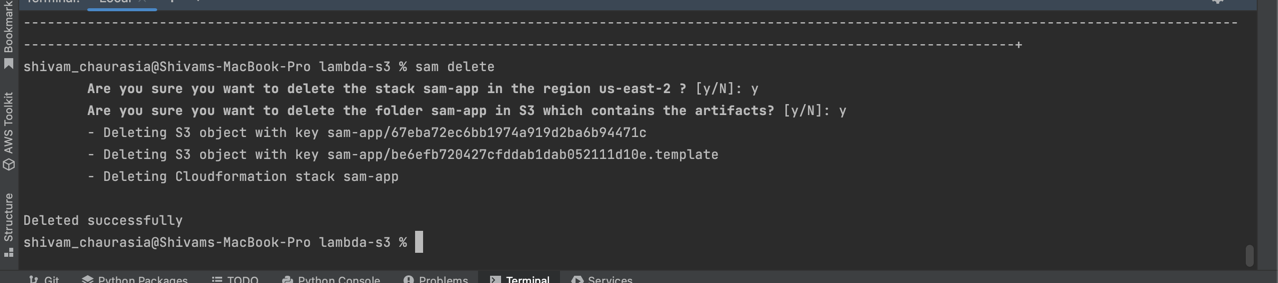 Terminal: Local
Bookmark
-----------------------------------------------------------------------------------------------------------------------------------------------------------
-----------------------------------------------------------------------------------------------------------------------------+
shivam_chaurasia@Shivams-MacBook-Pro lambda-s3 % sam delete
Are you sure you want to delete the stack sam-app in the region us-east-2 ? [y/N]: y
Are you sure you want to delete the folder sam-app in S3 which contains the artifacts? [y/N]: y
- Deleting S3 object with key sam-app/67eba72ec6bb1974a919d2ba6b94471c
- Deleting S3 object with key sam-app/be6efb720427cfddab1dab052111d10e.template
- Deleting Cloudformation stack sam-app
AWS Toolkit
Structure
Deleted successfully
shivam_chaurasia@Shivams-MacBook-Pro lambda-s3 %
Git Python Packages TODO Python Console Problems Terminal Services